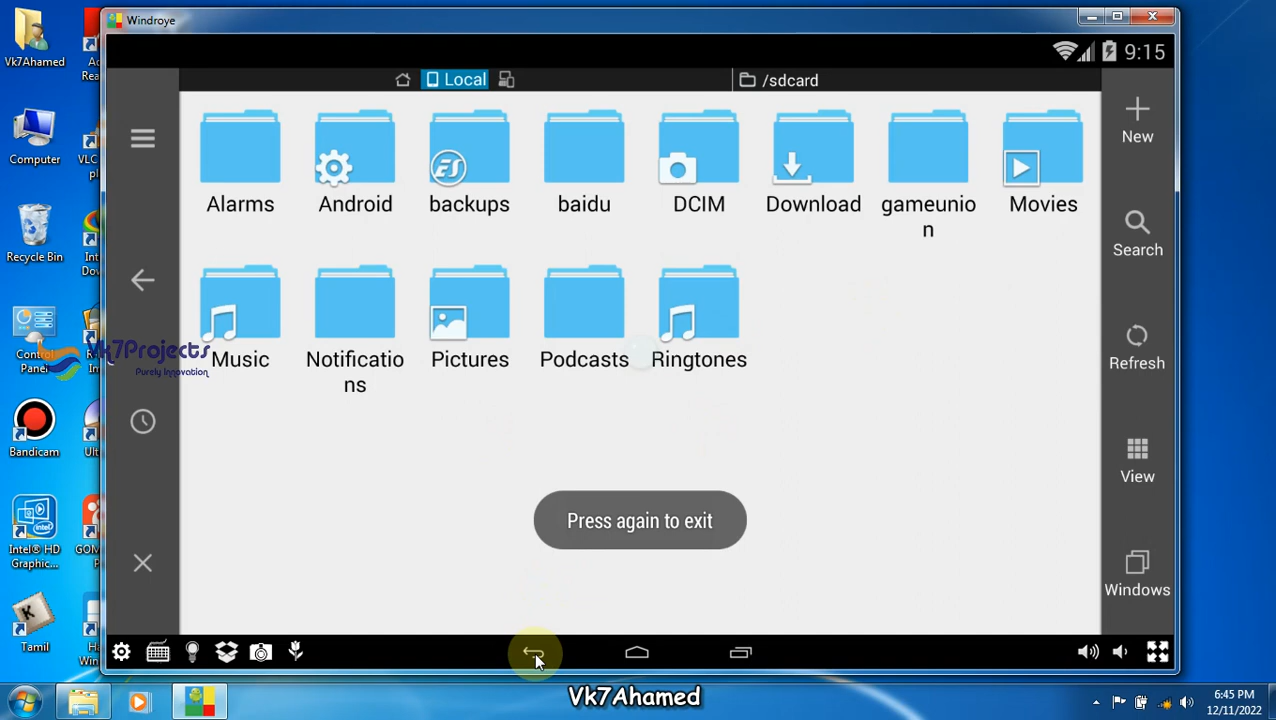 Windroye
9:15
Local
/sdcard
Vk7Ahamed
Computer
Recycle Bin
Control
Panel
Bandicam
Intel® HD
Graphic...
Tamil
Vk7Projects
Purely Innovation
Alarms
Android
backups
baidu
DCIM
Download
gameunio
n
Movies
Music
Notificatio
ns
Pictures
Podcasts
Ringtones
Press again to exit
New
Search
Refresh
View
Windows
Vk7Ahamed
6:45 PM
12/11/2022